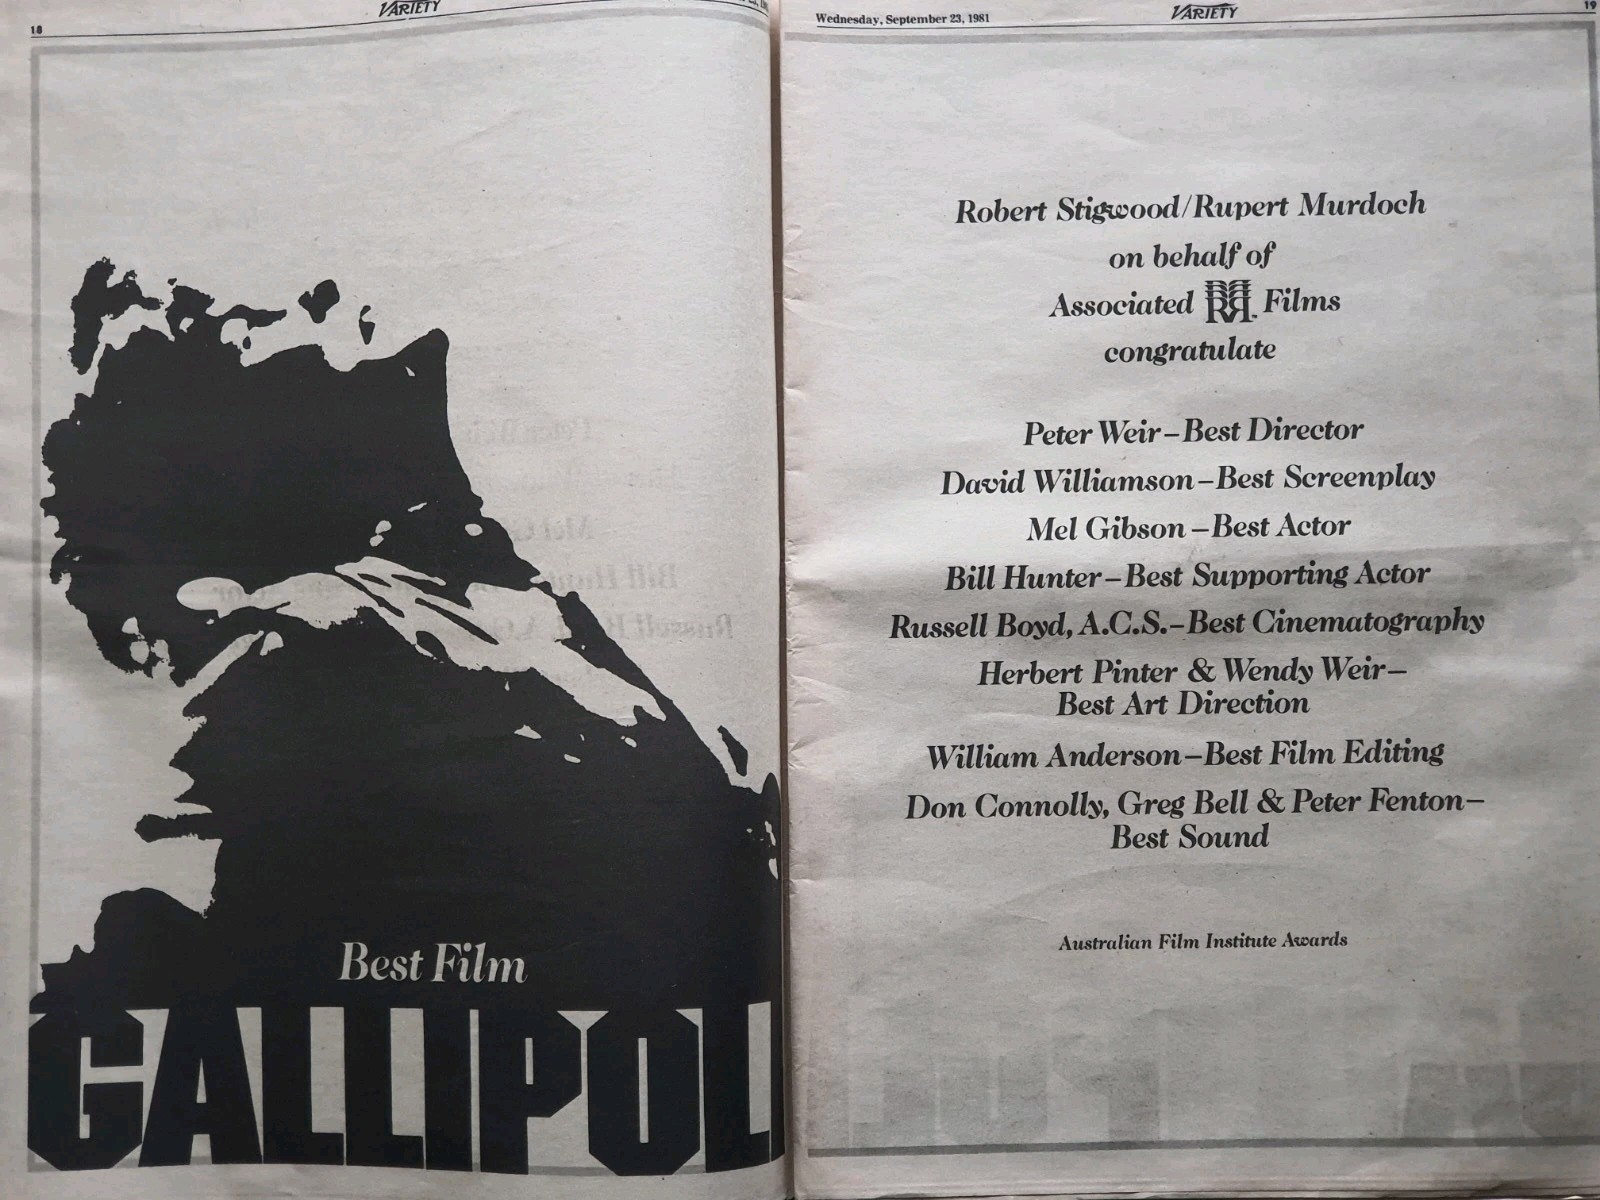 18
VARIETY
Best Film
GALLIPOLI
Wednesday, September 23, 1981
VARIETY
19
Robert Stigwood/Rupert Murdoch
on behalf of
Associated R&R Films
congratulate
Peter Weir–Best Director
David Williamson–Best Screenplay
Mel Gibson–Best Actor
Bill Hunter–Best Supporting Actor
Russell Boyd, A.C.S.–Best Cinematography
Herbert Pinter & Wendy Weir–
Best Art Direction
William Anderson–Best Film Editing
Don Connolly, Greg Bell & Peter Fenton–
Best Sound
Australian Film Institute Awards